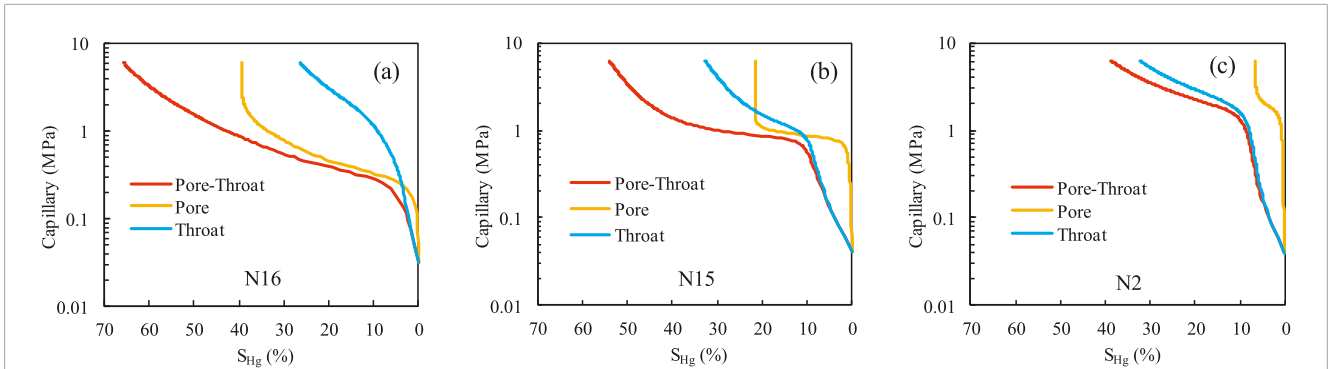 10
1
0.1
0.01
Capillary (MPa)
(a)
Pore-Throat
Pore
Throat
N16
70 60 50 40 30 20 10 0
S_Hg (%)
10
1
0.1
0.01
Capillary (MPa)
(b)
Pore-Throat
Pore
Throat
N15
70 60 50 40 30 20 10 0
S_Hg (%)
10
1
0.1
0.01
Capillary (MPa)
(c)
Pore-Throat
Pore
Throat
N2
70 60 50 40 30 20 10 0
S_Hg (%)